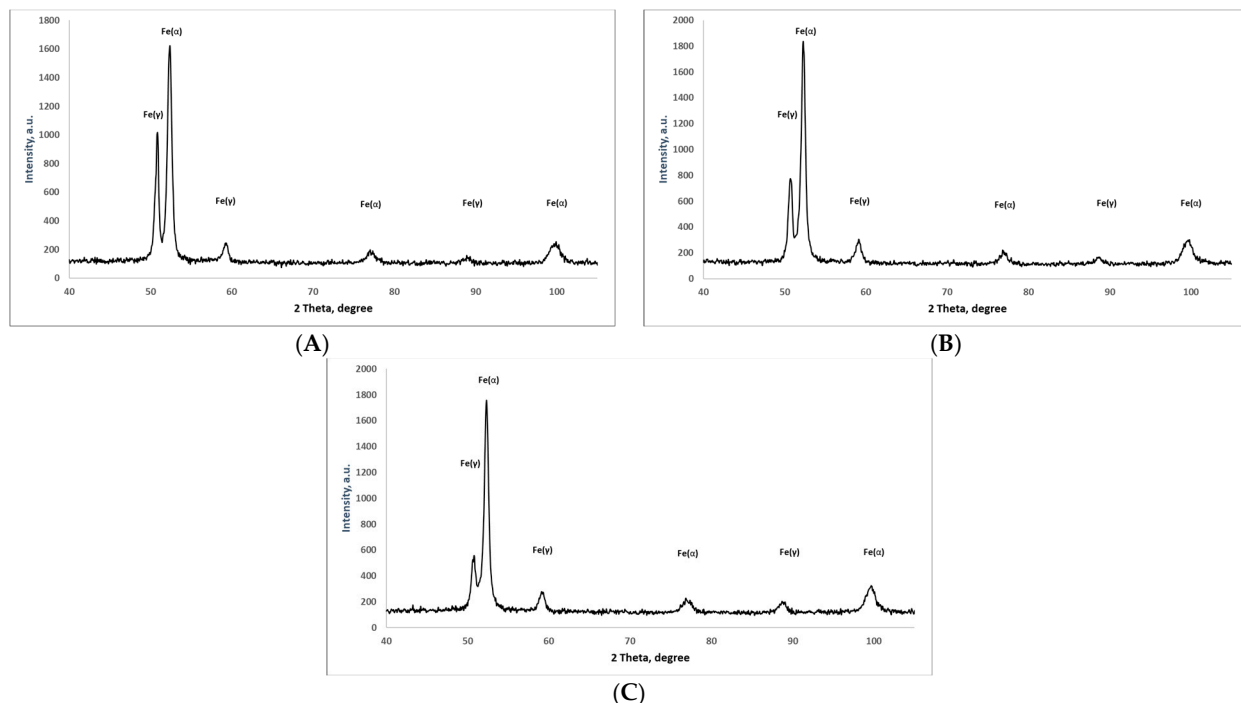 Fe(α)
1800
1600
1400
1200
1000
800
600
400
200
0
Intensity, a.u.
Fe(γ)
Fe(γ) Fe(α) Fe(γ) Fe(α)
40 50 60 70 80 90 100
2 Theta, degree
(A)
Fe(α)
2000
1800
1600
1400
1200
1000
800
600
400
200
0
Intensity, a.u.
Fe(γ)
Fe(γ) Fe(α) Fe(γ) Fe(α)
40 50 60 70 80 90 100
2 Theta, degree
(B)
Fe(α)
2000
1800
1600
1400
1200
1000
800
600
400
200
0
Intensity, a.u.
Fe(γ)
Fe(γ) Fe(α) Fe(γ) Fe(α)
40 50 60 70 80 90 100
2 Theta, degree
(C)